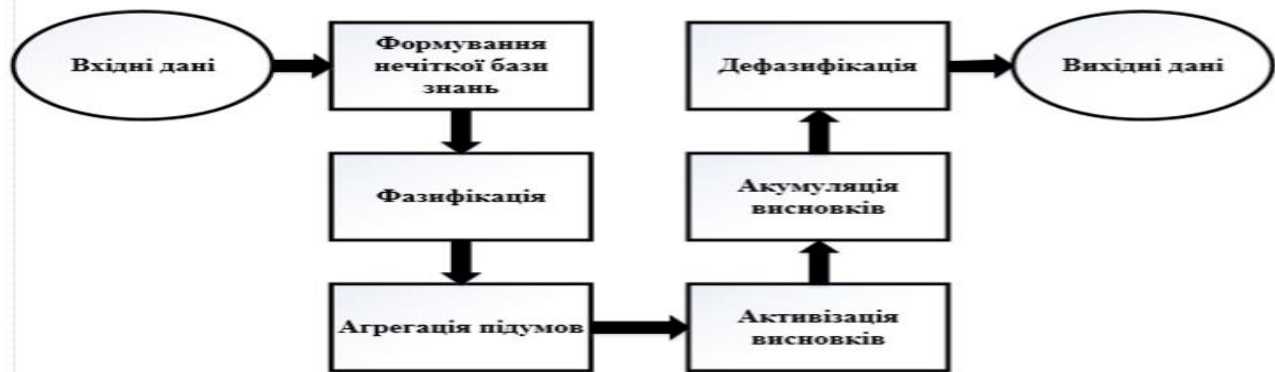 Вхідні дані
Формування
нечіткої бази
знань
Фазифікація
Агрегація підумов
Активізація
висновків
Акумуляція
висновків
Дефазифікація
Вихідні дані